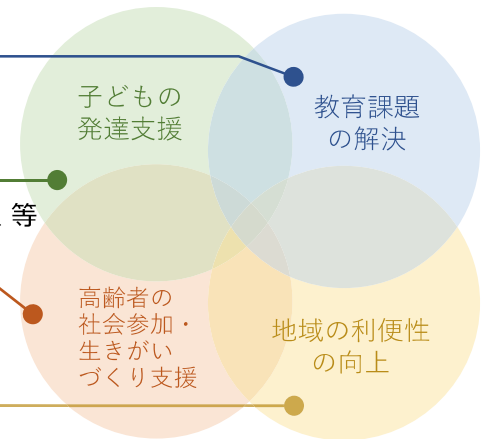 子どもの
発達支援
教育課題
の解決
等
高齢者の
社会参加・
生きがい
づくり支援
地域の利便性
の向上